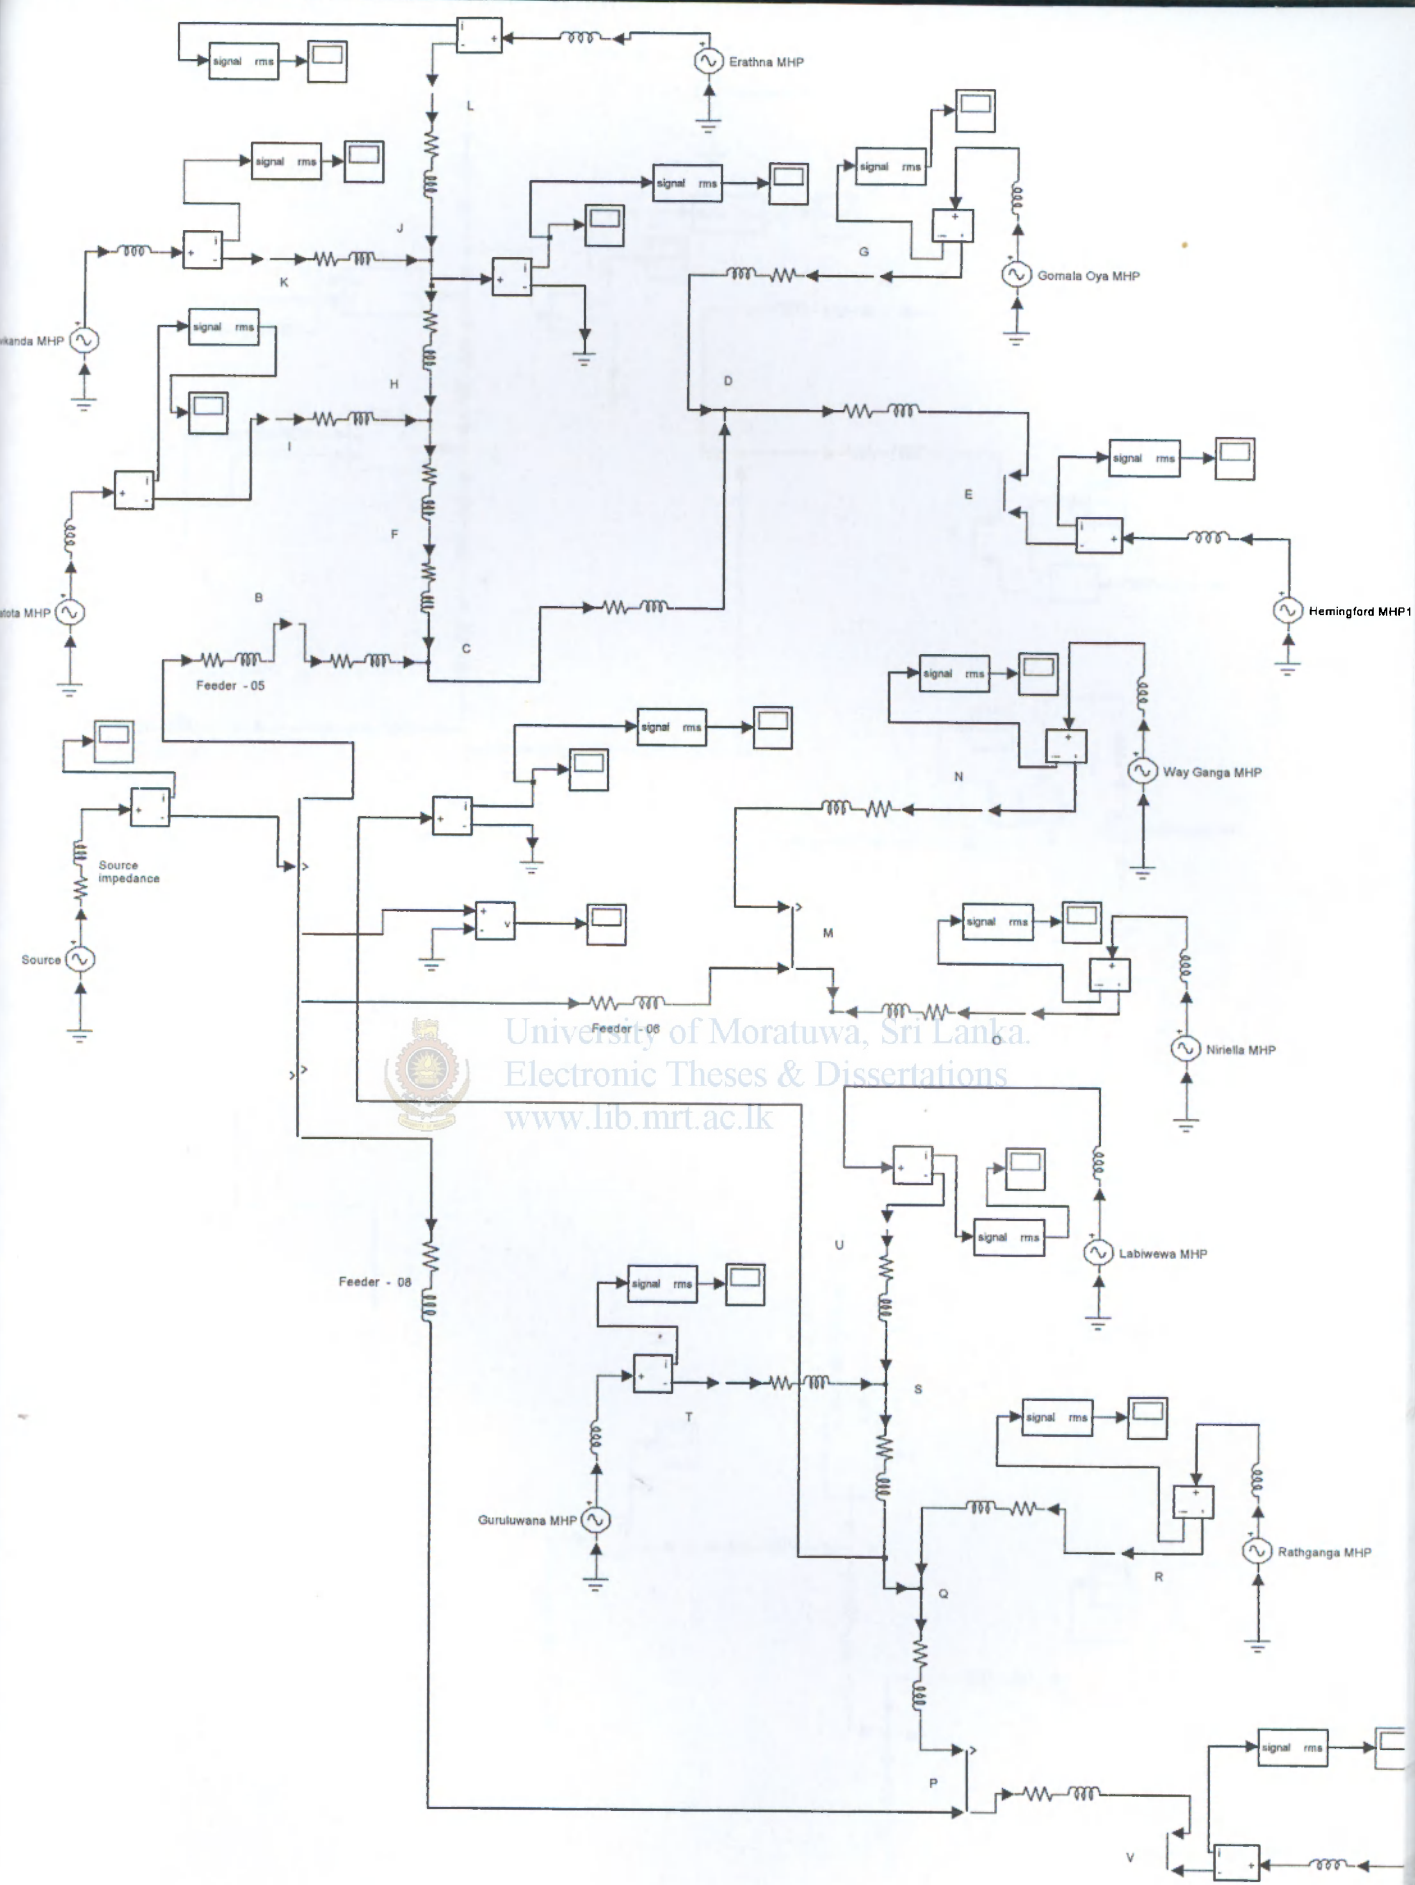 signal rms
Erathna MHP
L
signal rms
signal rms
signal rms
J
G
K
Gomala Oya MHP
signal rms
MHP
H
D
I
signal rms
E
F
B
MHP
Hemingford MHP1
C
Feeder - 05
signal rms
signal rms
N
Way Ganga MHP
Source
impedance
signal rms
M
Source
v
Feeder - 06
O
Niriella MHP
University of Moratuwa, Sri Lanka.
Electronic Theses & Dissertations
www.lib.mrt.ac.lk
signal rms
U
Labiwewa MHP
Feeder - 08
signal rms
S
T
signal rms
Guruluwana MHP
Rathganga MHP
R
Q
signal rms
P
V